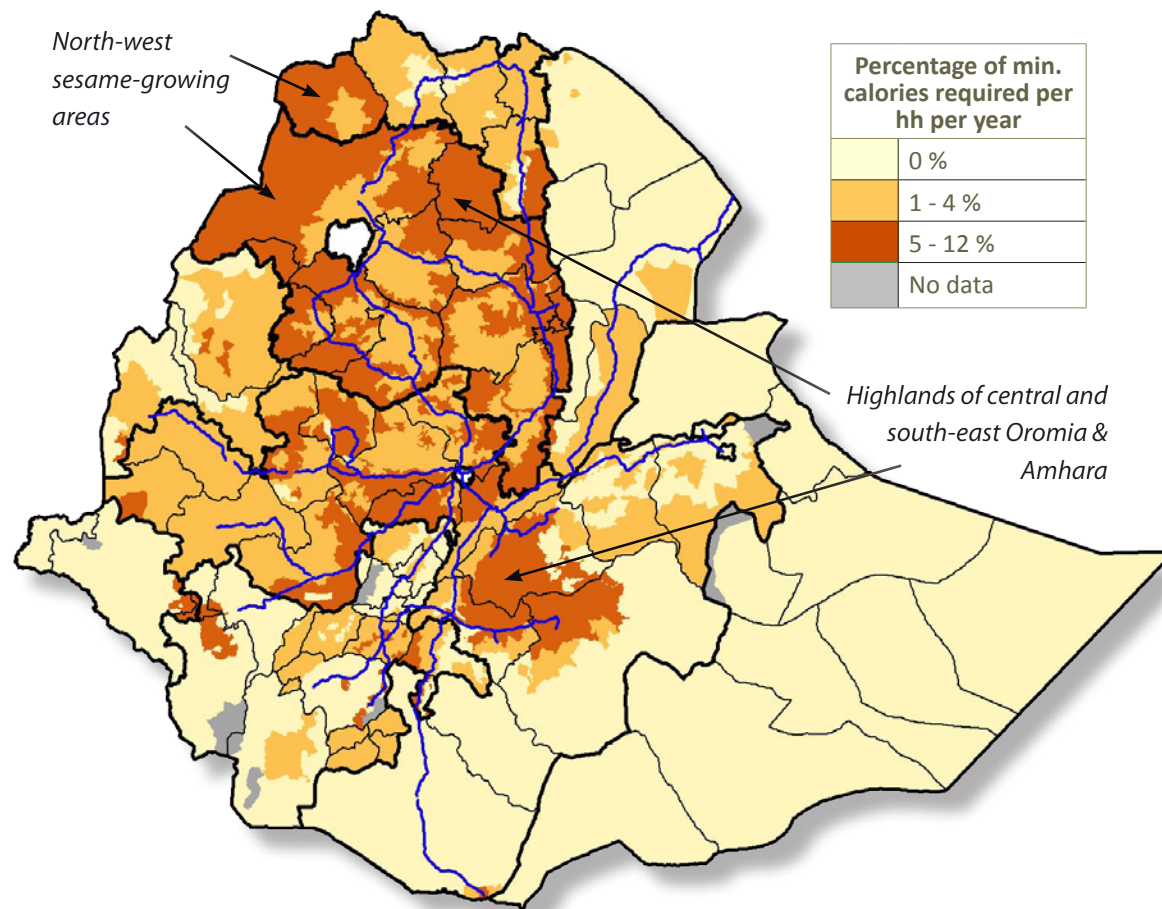 North-west
sesame-growing
areas
Percentage of min.
calories required per
hh per year
0 %
1 - 4 %
5 - 12 %
No data
Highlands of central and
south-east Oromia &
Amhara